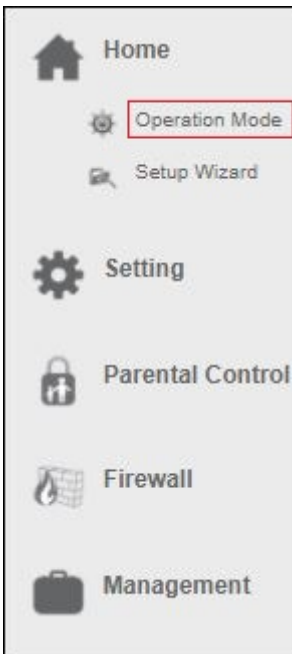 Home
Operation Mode
Setup Wizard
Setting
Parental Control
Firewall
Management